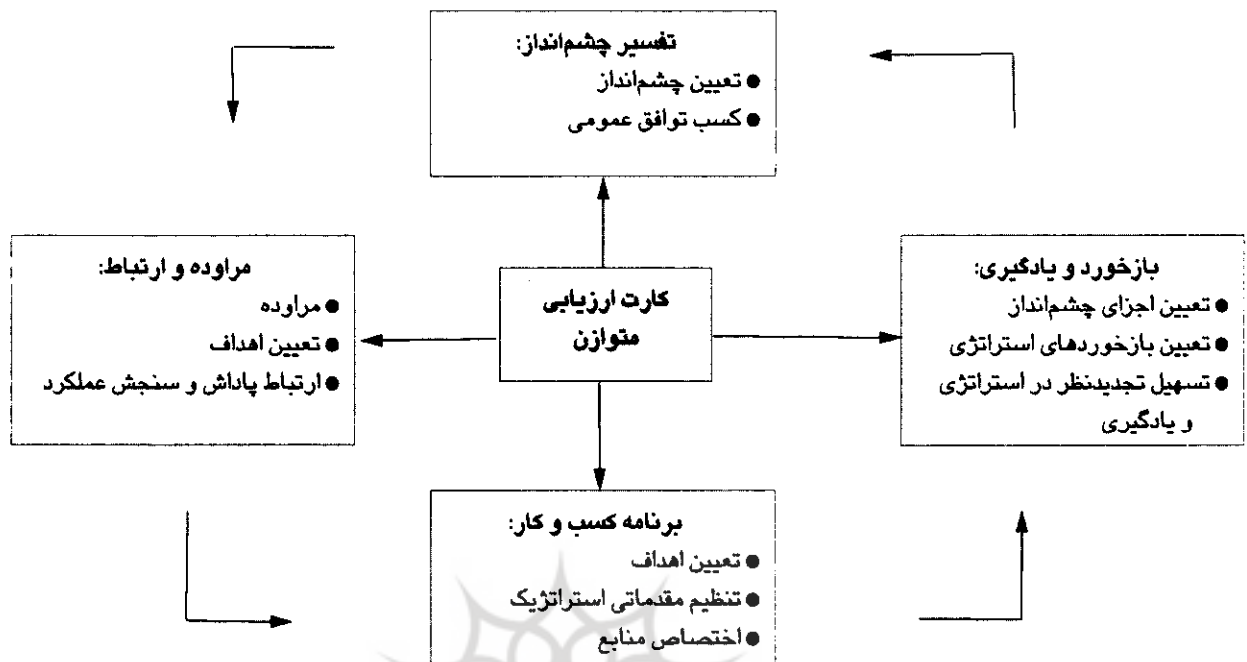 تفسیر چشم‌انداز:
● تعیین چشم‌انداز
● کسب توافق عمومی
بازخورد و یادگیری:
● تعیین اجزای چشم‌انداز
● تعیین بازخوردهای استراتژی
● تسهیل تجدیدنظر در استراتژی
و یادگیری
کارت ارزیابی
متوازن
مراوده و ارتباط:
● مراوده
● تعیین اهداف
● ارتباط پاداش و سنجش عملکرد
برنامه کسب و کار:
● تعیین اهداف
● تنظیم مقدماتی استراتژیک
● اختصاص منابع